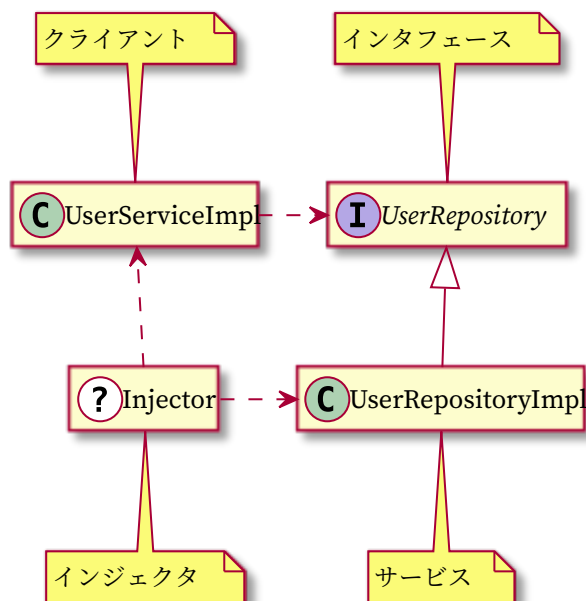 クライアント
インタフェース
C UserServiceImpl
I UserRepository
? Injector
C UserRepositoryImpl
インジェクタ
サービス